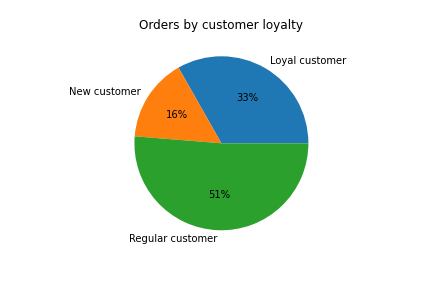 Orders by customer loyalty
Loyal customer
33%
New customer
16%
51%
Regular customer